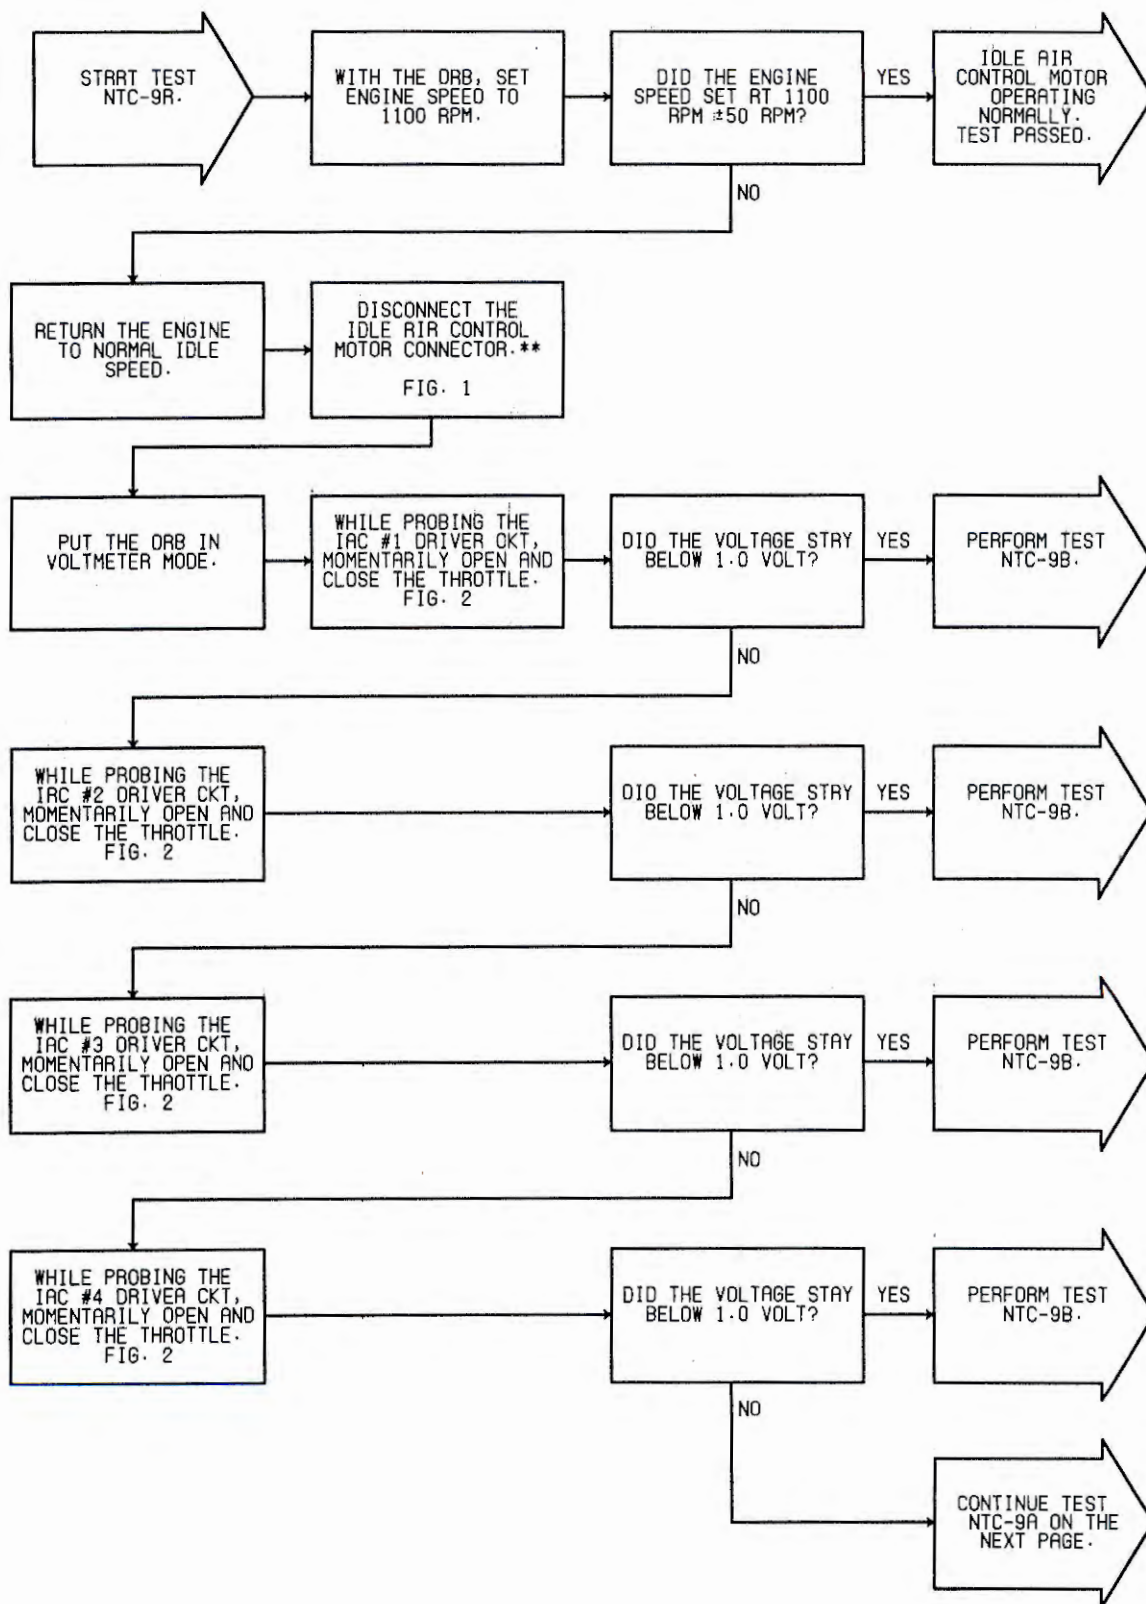 START TEST
NTC-9A.
WITH THE DRB, SET
ENGINE SPEED TO
1100 RPM.
DID THE ENGINE
SPEED SET AT 1100
RPM ±50 RPM?
YES
IDLE AIR
CONTROL MOTOR
OPERATING
NORMALLY.
TEST PASSED.
NO
RETURN THE ENGINE
TO NORMAL IDLE
SPEED.
DISCONNECT THE
IDLE AIR CONTROL
MOTOR CONNECTOR.**
FIG. 1
PUT THE DRB IN
VOLTMETER MODE.
WHILE PROBING THE
IAC #1 DRIVER CKT,
MOMENTARILY OPEN AND
CLOSE THE THROTTLE.
FIG. 2
DID THE VOLTAGE STAY
BELOW 1.0 VOLT?
YES
PERFORM TEST
NTC-9B.
NO
WHILE PROBING THE
IAC #2 DRIVER CKT,
MOMENTARILY OPEN AND
CLOSE THE THROTTLE.
FIG. 2
DID THE VOLTAGE STAY
BELOW 1.0 VOLT?
YES
PERFORM TEST
NTC-9B.
NO
WHILE PROBING THE
IAC #3 DRIVER CKT,
MOMENTARILY OPEN AND
CLOSE THE THROTTLE.
FIG. 2
DID THE VOLTAGE STAY
BELOW 1.0 VOLT?
YES
PERFORM TEST
NTC-9B.
NO
WHILE PROBING THE
IAC #4 DRIVER CKT,
MOMENTARILY OPEN AND
CLOSE THE THROTTLE.
FIG. 2
DID THE VOLTAGE STAY
BELOW 1.0 VOLT?
YES
PERFORM TEST
NTC-9B.
NO
CONTINUE TEST
NTC-9A ON THE
NEXT PAGE.